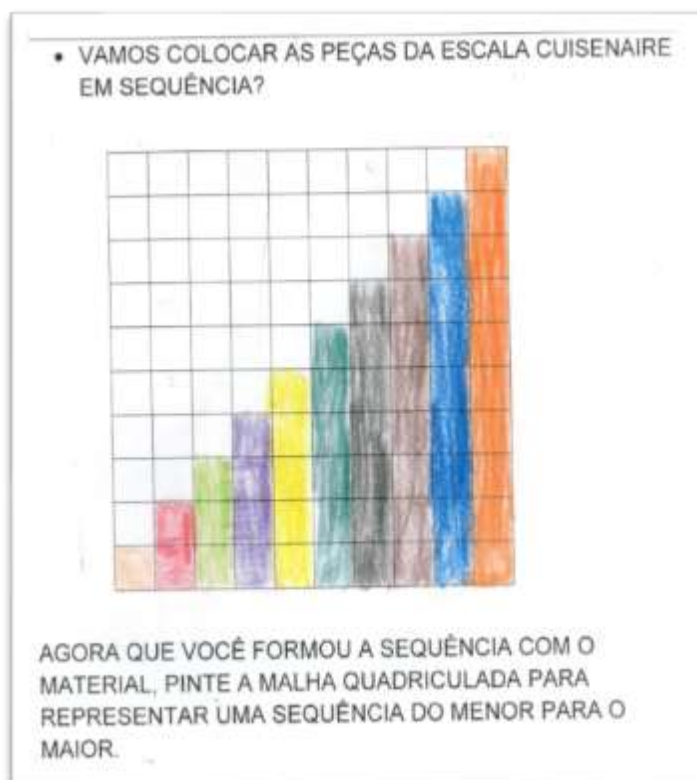 • VAMOS COLOCAR AS PEÇAS DA ESCALA CUISENAIRE
EM SEQUÊNCIA?
AGORA QUE VOCÊ FORMOU A SEQUÊNCIA COM O
MATERIAL, PINTE A MALHA QUADRICULADA PARA
REPRESENTAR UMA SEQUÊNCIA DO MENOR PARA O
MAIOR.